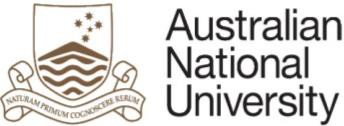 Australian
National
University
NATURAM PRIMUM COGNOSCERE RERUM